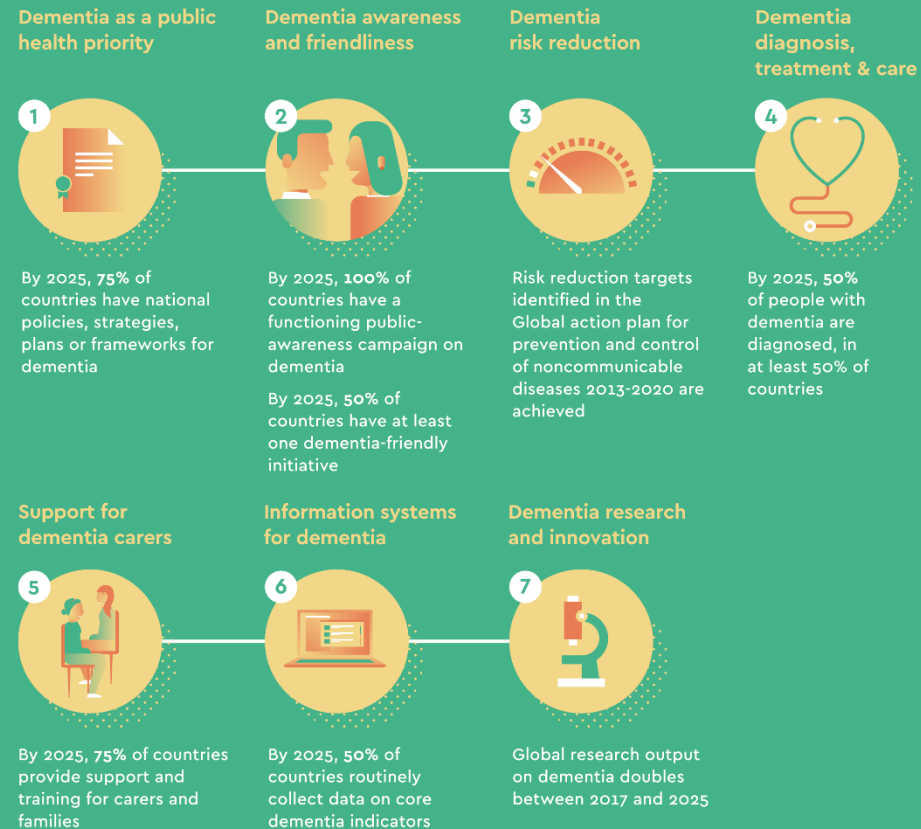 Dementia as a public
health priority
1
By 2025, 75% of
countries have national
policies, strategies,
plans or frameworks for
dementia
Dementia awareness
and friendliness
2
By 2025, 100% of
countries have a
functioning public-
awareness campaign on
dementia
By 2025, 50% of
countries have at least
one dementia-friendly
initiative
Dementia
risk reduction
3
Risk reduction targets
identified in the
Global action plan for
prevention and control
of noncommunicable
diseases 2013-2020 are
achieved
Dementia
diagnosis,
treatment & care
4
By 2025, 50%
of people with
dementia are
diagnosed, in
at least 50% of
countries
Support for
dementia carers
5
By 2025, 75% of countries
provide support and
training for carers and
families
Information systems
for dementia
6
By 2025, 50% of
countries routinely
collect data on core
dementia indicators
Dementia research
and innovation
7
Global research output
on dementia doubles
between 2017 and 2025